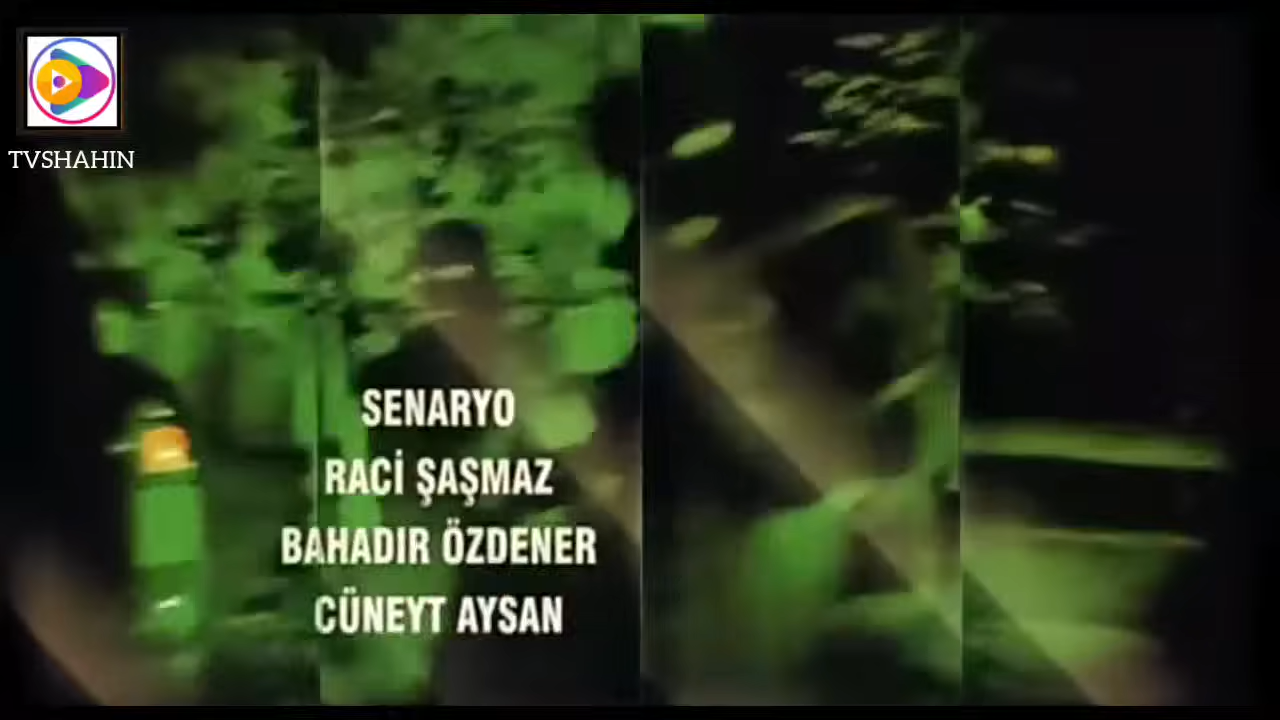 TVSHAHIN
SENARYO
RACİ ŞAŞMAZ
BAHADIR ÖZDENER
CÜNEYT AYSAN